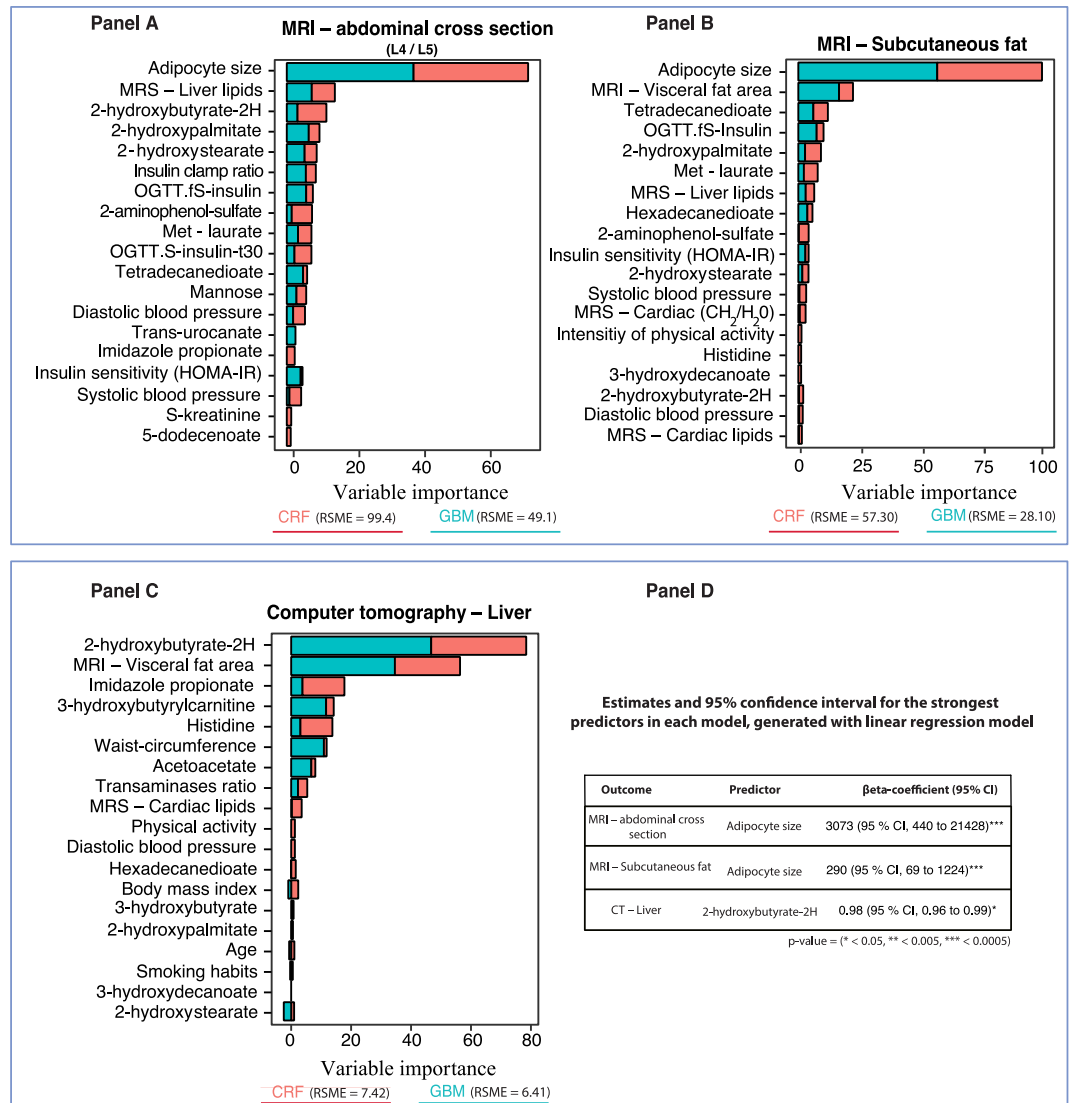 Panel A
MRI – abdominal cross section
(L4 / L5)
Adipocyte size
MRS – Liver lipids
2-hydroxybutyrate-2H
2-hydroxypalmitate
2-hydroxystearate
Insulin clamp ratio
OGTT.fS-insulin
2-aminophenol-sulfate
Met - laurate
OGTT.S-insulin-t30
Tetradecanedioate
Mannose
Diastolic blood pressure
Trans-urocanate
Imidazole propionate
Insulin sensitivity (HOMA-IR)
Systolic blood pressure
S-kreatinine
5-dodecenoate
0 20 40 60
Variable importance
CRF (RSME = 99.4) GBM (RSME = 49.1)
Panel B
MRI – Subcutaneous fat
Adipocyte size
MRI – Visceral fat area
Tetradecanedioate
OGTT.fS-Insulin
2-hydroxypalmitate
Met - laurate
MRS – Liver lipids
Hexadecanedioate
2-aminophenol-sulfate
Insulin sensitivity (HOMA-IR)
2-hydroxystearate
Systolic blood pressure
MRS – Cardiac (CH2/H20)
Intensitiy of physical activity
Histidine
3-hydroxydecanoate
2-hydroxybutyrate-2H
Diastolic blood pressure
MRS – Cardiac lipids
0 25 50 75 100
Variable importance
CRF (RSME = 57.30) GBM (RSME = 28.10)
Panel C
Computer tomography – Liver
2-hydroxybutyrate-2H
MRI – Visceral fat area
Imidazole propionate
3-hydroxybutyrylcarnitine
Histidine
Waist-circumference
Acetoacetate
Transaminases ratio
MRS – Cardiac lipids
Physical activity
Diastolic blood pressure
Hexadecanedioate
Body mass index
3-hydroxybutyrate
2-hydroxypalmitate
Age
Smoking habits
3-hydroxydecanoate
2-hydroxystearate
0 20 40 60 80
Variable importance
CRF (RSME = 7.42) GBM (RSME = 6.41)
Panel D
Estimates and 95% confidence interval for the strongest
predictors in each model, generated with linear regression model
Outcome Predictor βeta-coefficient (95% CI)
MRI – abdominal cross
section Adipocyte size 3073 (95 % CI, 440 to 21428)***
MRI – Subcutaneous fat Adipocyte size 290 (95 % CI, 69 to 1224)***
CT – Liver 2-hydroxybutyrate-2H 0.98 (95 % CI, 0.96 to 0.99)*
p-value = (* < 0.05, ** < 0.005, *** < 0.0005)